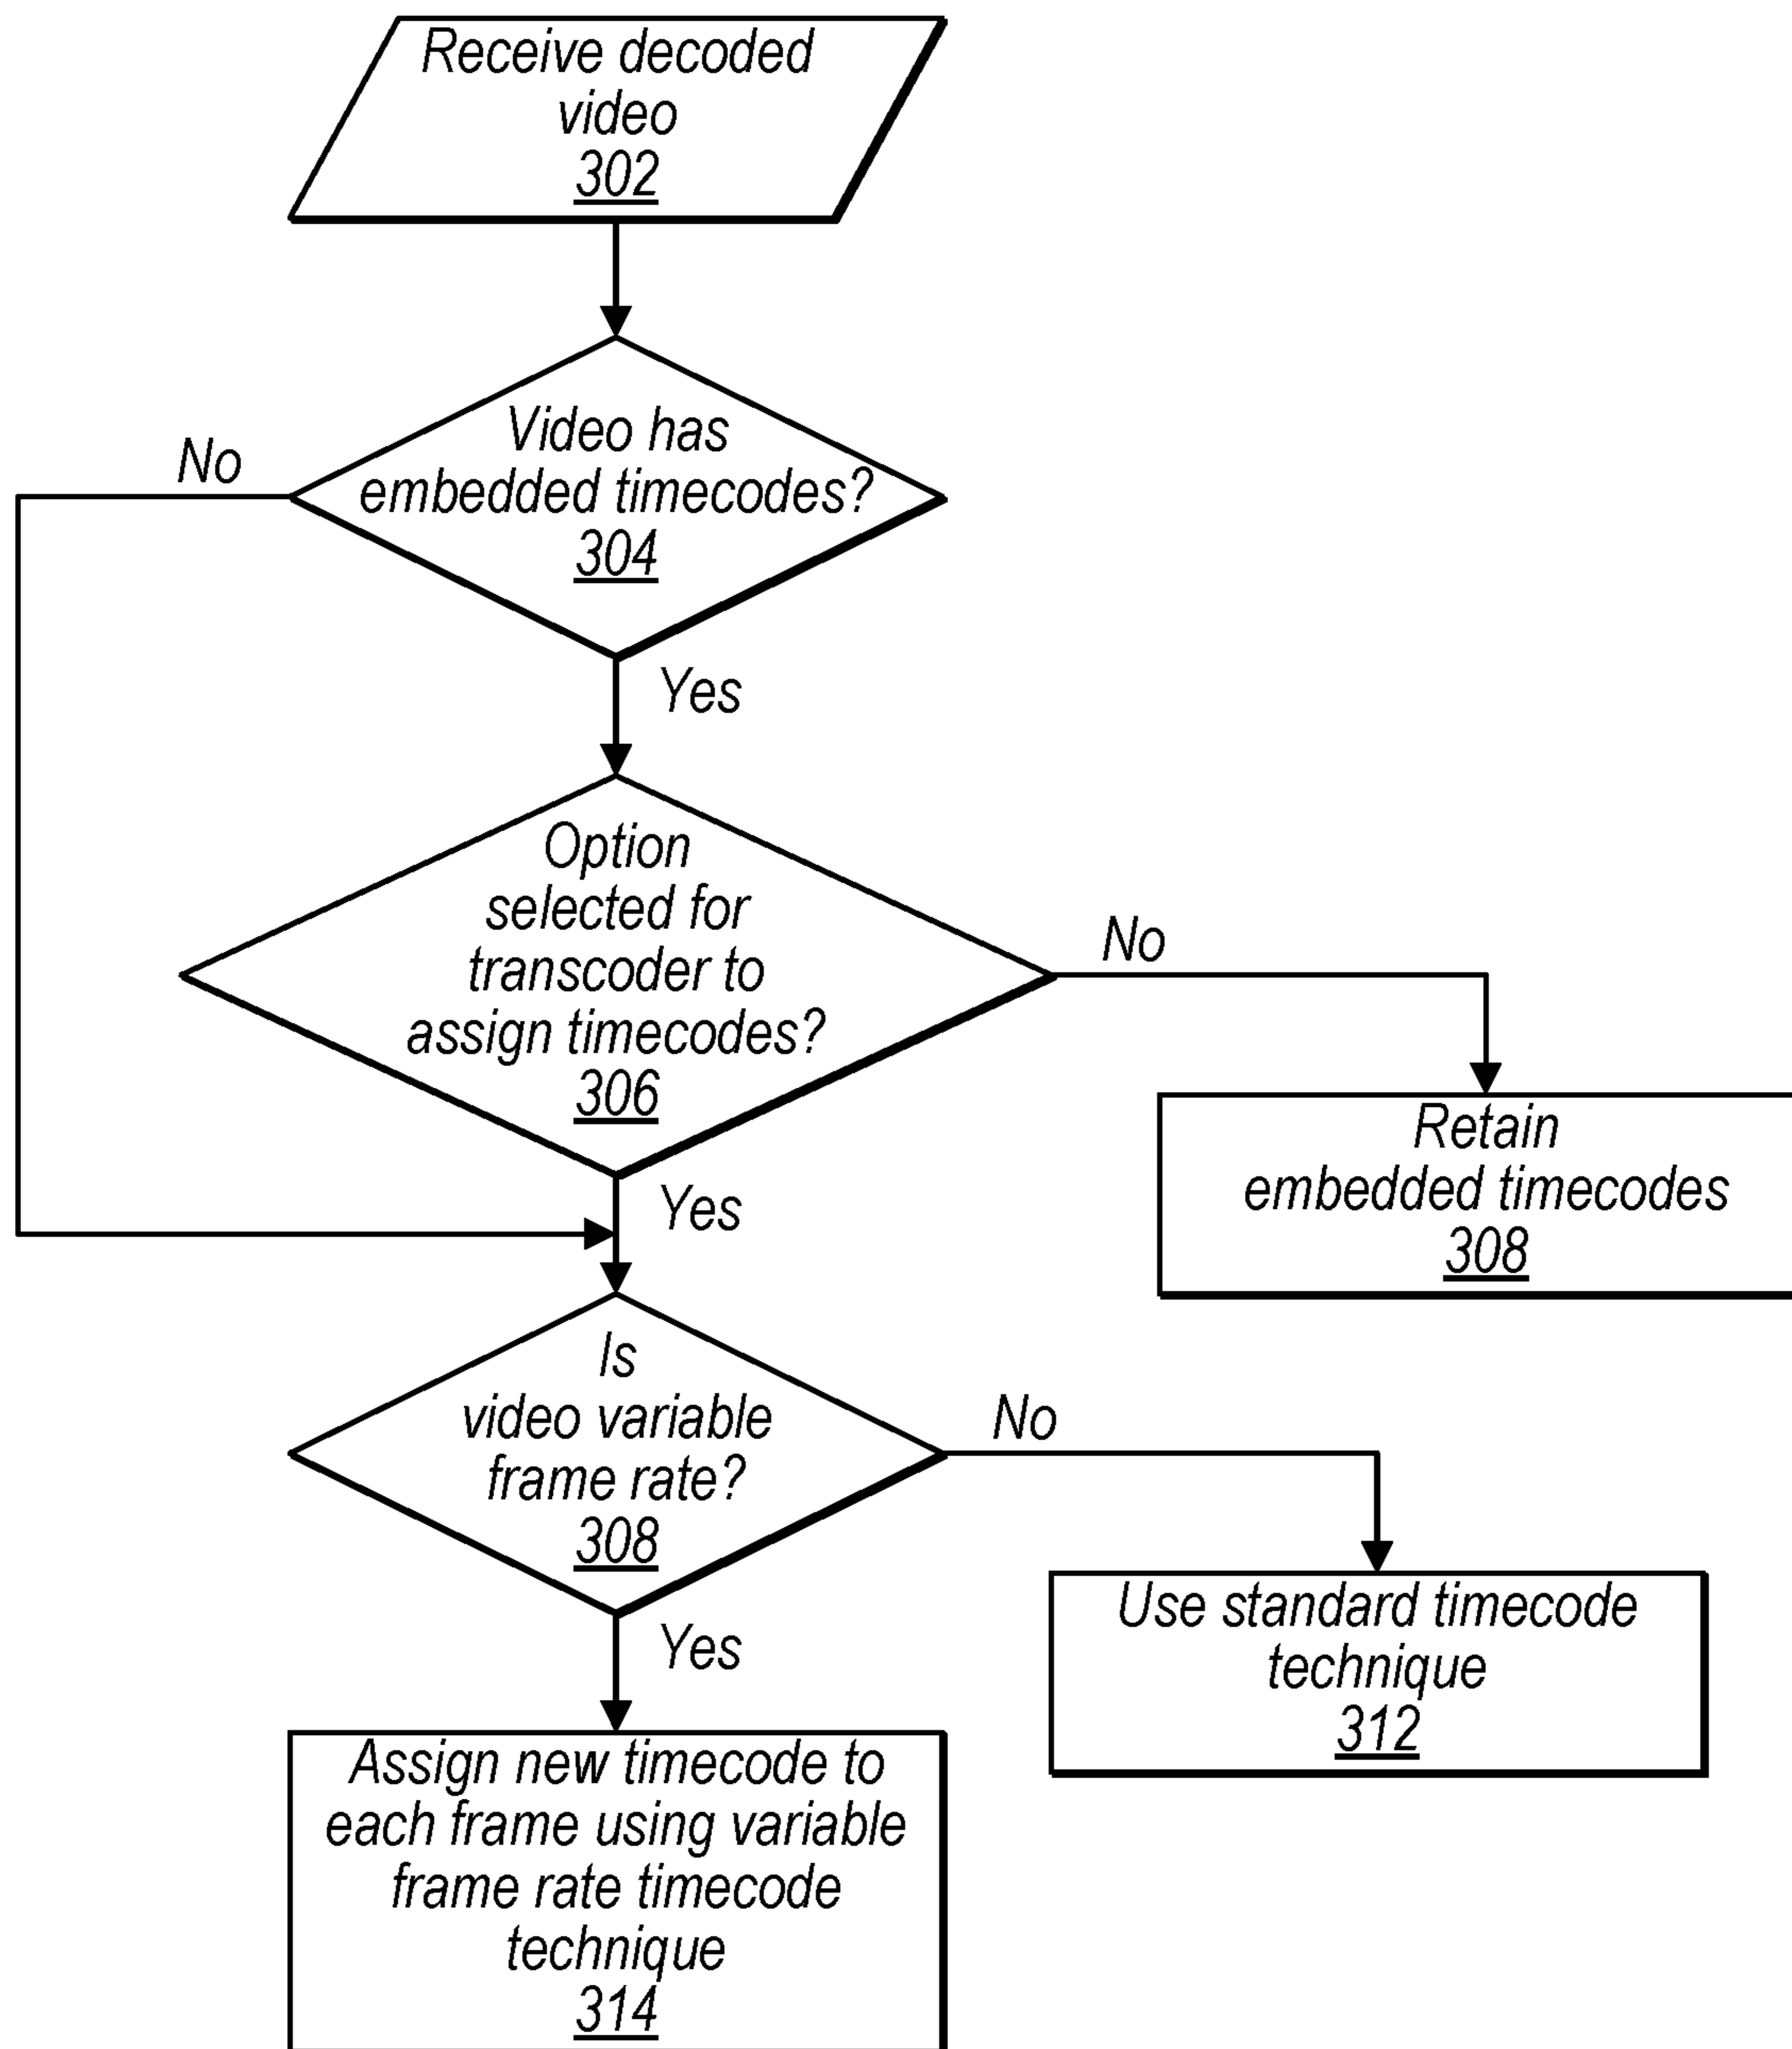 Receive decoded
video
302
Video has
embedded timecodes?
304
No
Yes
Option
selected for
transcoder to
assign timecodes?
306
No
Yes
Retain
embedded timecodes
308
Is
video variable
frame rate?
308
No
Yes
Use standard timecode
technique
312
Assign new timecode to
each frame using variable
frame rate timecode
technique
314